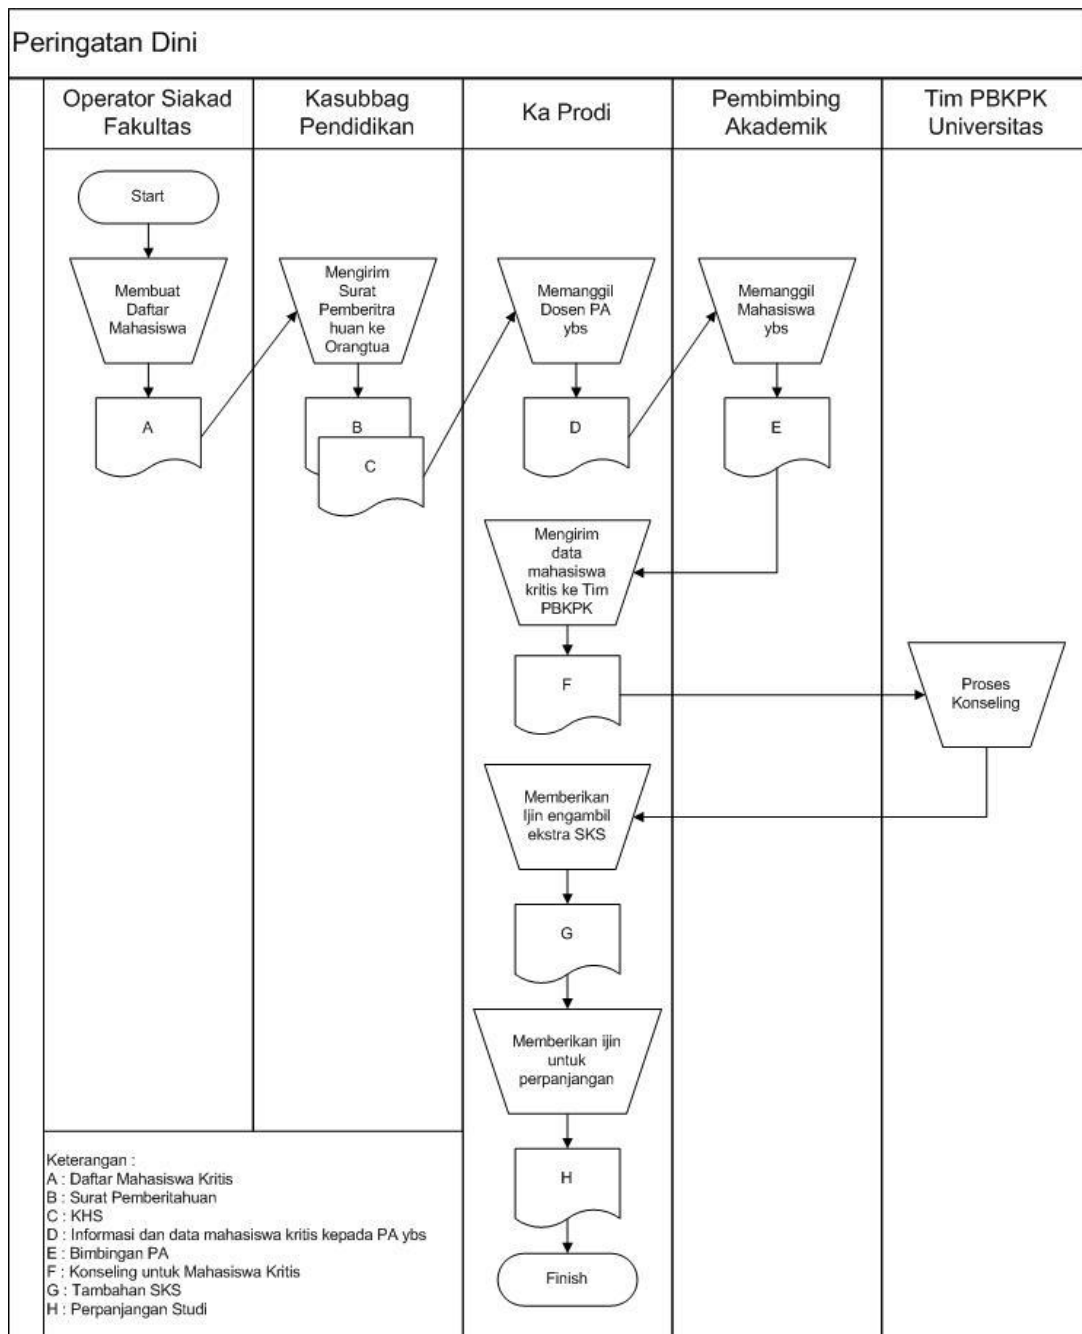 Peringatan Dini
Operator Siakad
Fakultas
Kasubbag
Pendidikan
Ka Prodi
Pembimbing
Akademik
Tim PBKPK
Universitas
Start
Membuat
Daftar
Mahasiswa
Mengirim
Surat
Pemberitra
huan ke
Orangtua
Memanggil
Dosen PA
ybs
Memanggil
Mahasiswa
ybs
A
B
C
D
E
Mengirim
data
mahasiswa
kritis ke Tim
PBKPK
F
Proses
Konseling
Memberikan
Ijin engambil
ekstra SKS
G
Memberikan ijin
untuk
perpanjangan
H
Finish
Keterangan :
A : Daftar Mahasiswa Kritis
B : Surat Pemberitahuan
C : KHS
D : Informasi dan data mahasiswa kritis kepada PA ybs
E : Bimbingan PA
F : Konseling untuk Mahasiswa Kritis
G : Tambahan SKS
H : Perpanjangan Studi